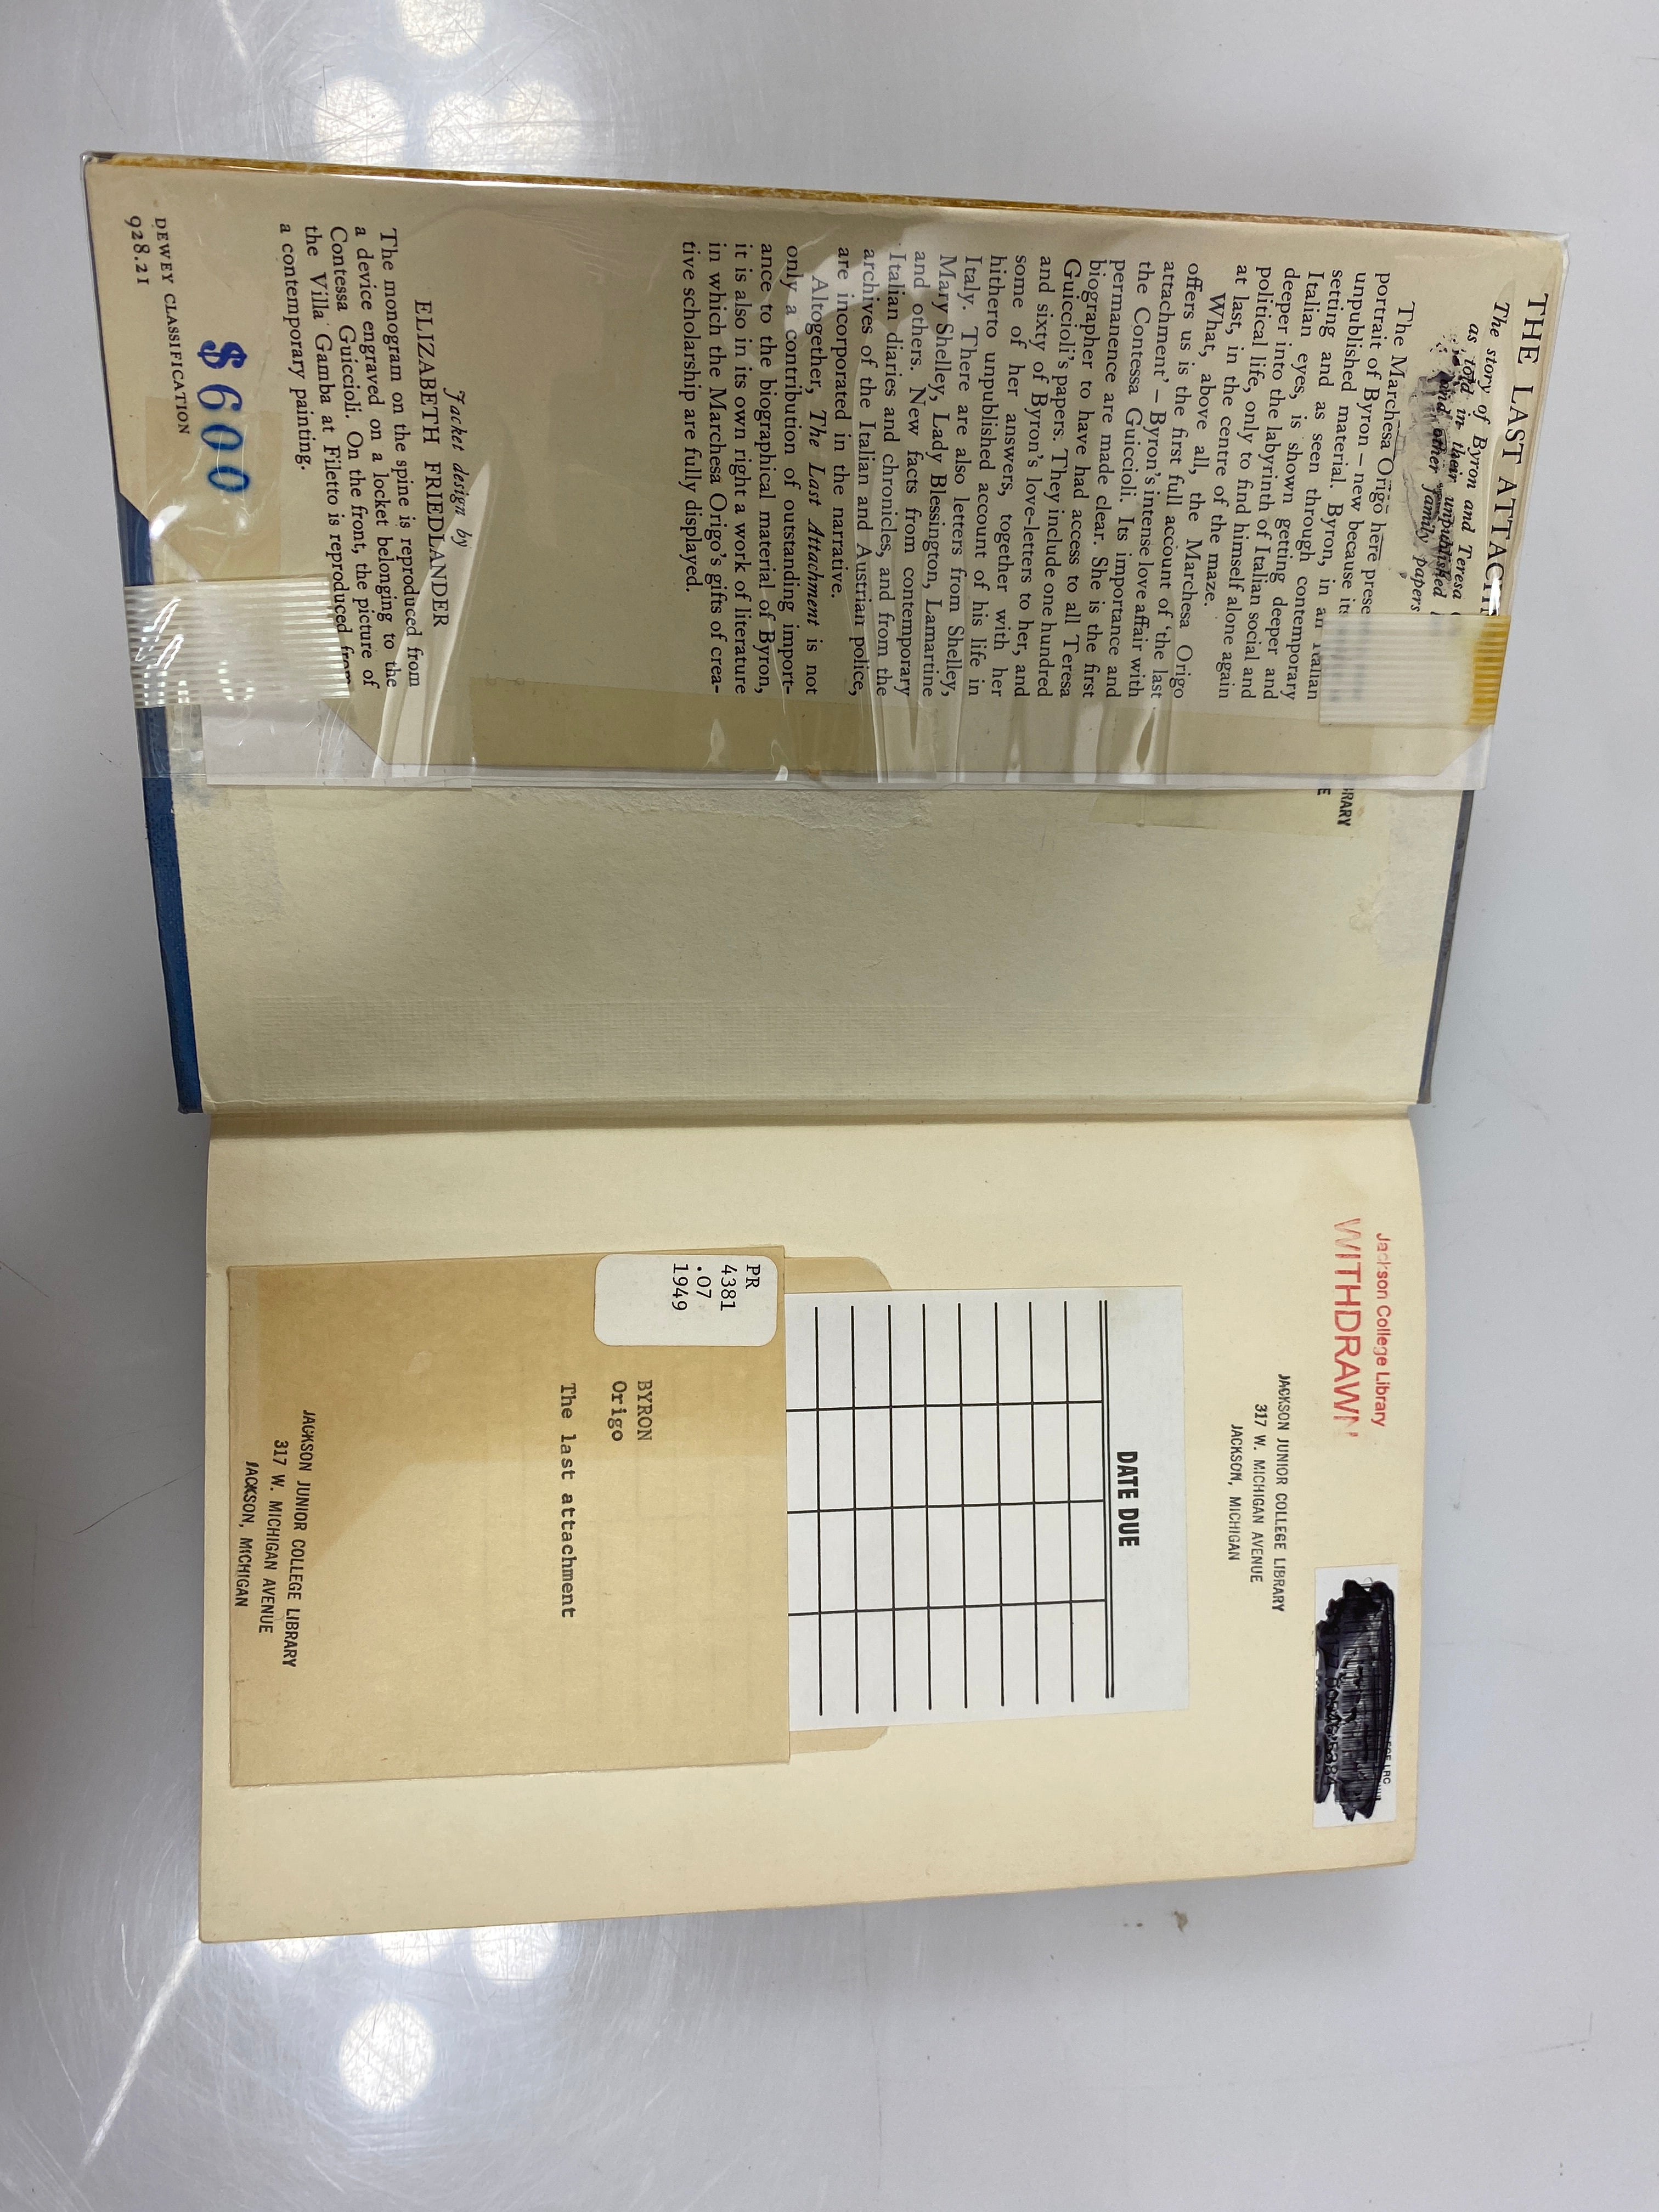 THE LAST ATTACH
The story of Byron and Teresa
as told in their unpublished
and other family papers
The Marchesa Origo here prese
portrait of Byron – new because its
unpublished material. Byron, in an Italian
setting and as seen through contemporary
Italian eyes, is shown getting deeper and
deeper into the labyrinth of Italian social and
political life, only to find himself alone again
at last, in the centre of the maze.
What, above all, the Marchesa Origo
offers us is the first full account of 'the last
attachment' – Byron's intense love affair with
the Contessa Guiccioli. Its importance and
permanence are made clear. She is the first
biographer to have had access to all Teresa
Guiccioli's papers. They include one hundred
and sixty of Byron's love-letters to her, and
some of her answers, together with her
hitherto unpublished account of his life in
Italy. There are also letters from Shelley,
Mary Shelley, Lady Blessington, Lamartine
and others. New facts from contemporary
Italian diaries and chronicles, and from the
archives of the Italian and Austrian police,
are incorporated in the narrative.
Altogether, The Last Attachment is not
only a contribution of outstanding import-
ance to the biographical material of Byron,
it is also in its own right a work of literature
in which the Marchesa Origo's gifts of crea-
tive scholarship are fully displayed.
Jacket design by
ELIZABETH FRIEDLANDER
The monogram on the spine is reproduced from
a device engraved on a locket belonging to the
Contessa Guiccioli. On the front, the picture of
the Villa Gamba at Filetto is reproduced from
a contemporary painting.
$600
DEWEY CLASSIFICATION
928.21
RARY
E
Jackson College Library
WITHDRAWN
JACKSON JUNIOR COLLEGE LIBRARY
317 W. MICHIGAN AVENUE
JACKSON, MICHIGAN
DATE DUE
PR
4381
.07
1949
BYRON
Origo
The last attachment
JACKSON JUNIOR COLLEGE LIBRARY
317 W. MICHIGAN AVENUE
JACKSON, MICHIGAN